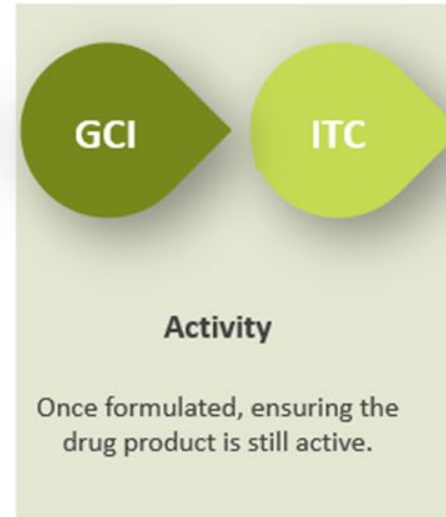 GCI
ITC
Activity
Once formulated, ensuring the
drug product is still active.